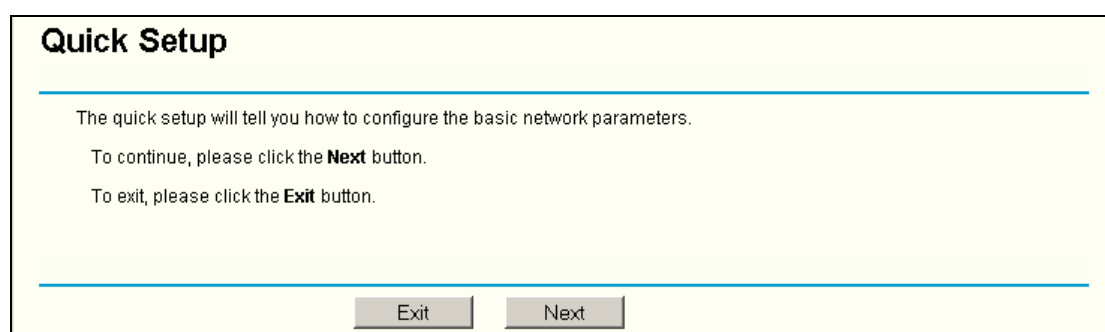 Quick Setup
The quick setup will tell you how to configure the basic network parameters.
To continue, please click the Next button.
To exit, please click the Exit button.
Exit Next